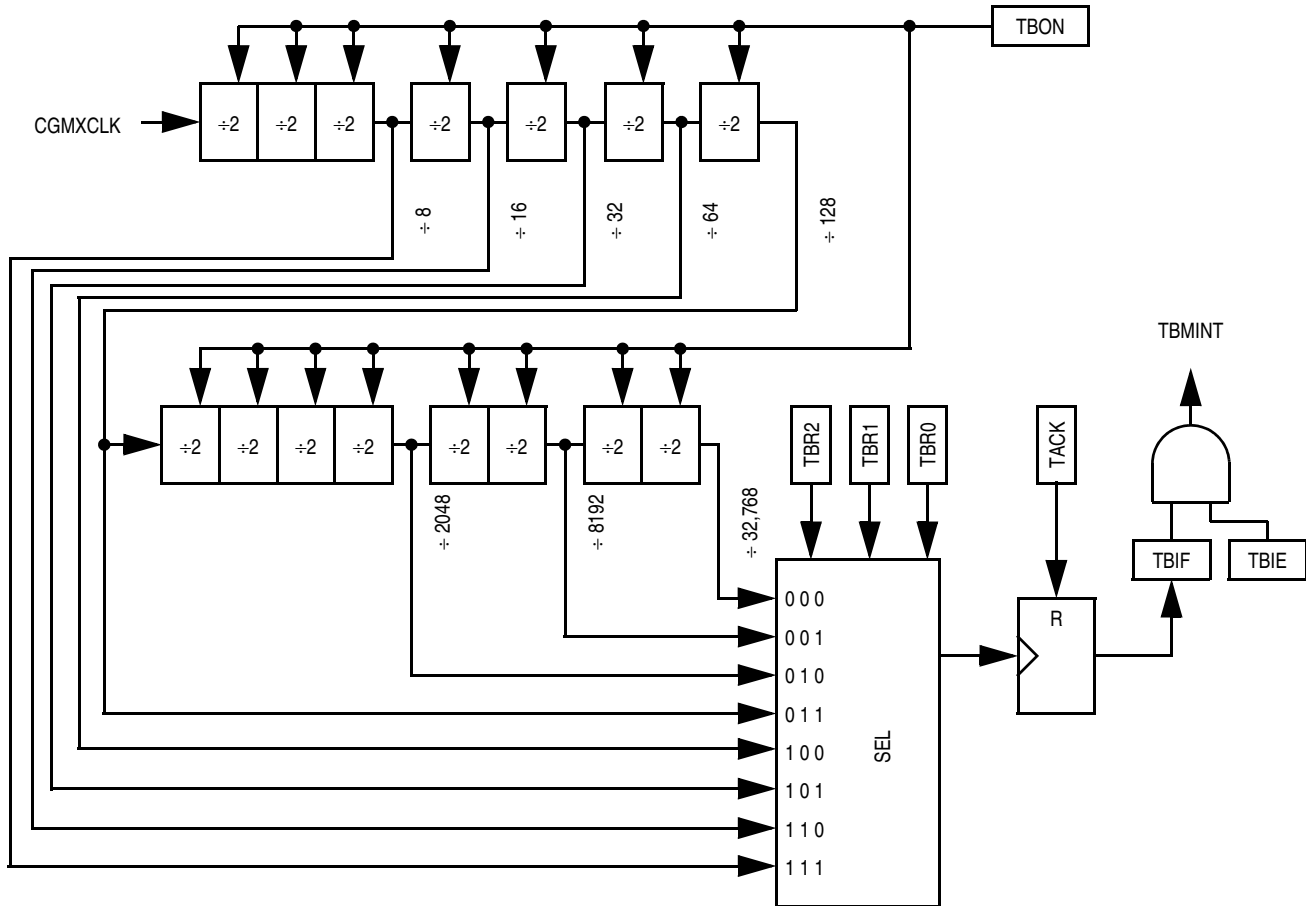 TBON
CGMXCLK
÷2 ÷2 ÷2 ÷2 ÷2 ÷2 ÷2
÷ 8
÷ 16
÷ 32
÷ 64
÷ 128
TBMINT
÷2 ÷2 ÷2 ÷2 ÷2 ÷2 ÷2 ÷2
TBR2
TBR1
TBR0
TACK
÷ 2048
÷ 8192
÷ 32,768
TBIF
TBIE
0 0 0
R
0 0 1
0 1 0
0 1 1
1 0 0
SEL
1 0 1
1 1 0
1 1 1